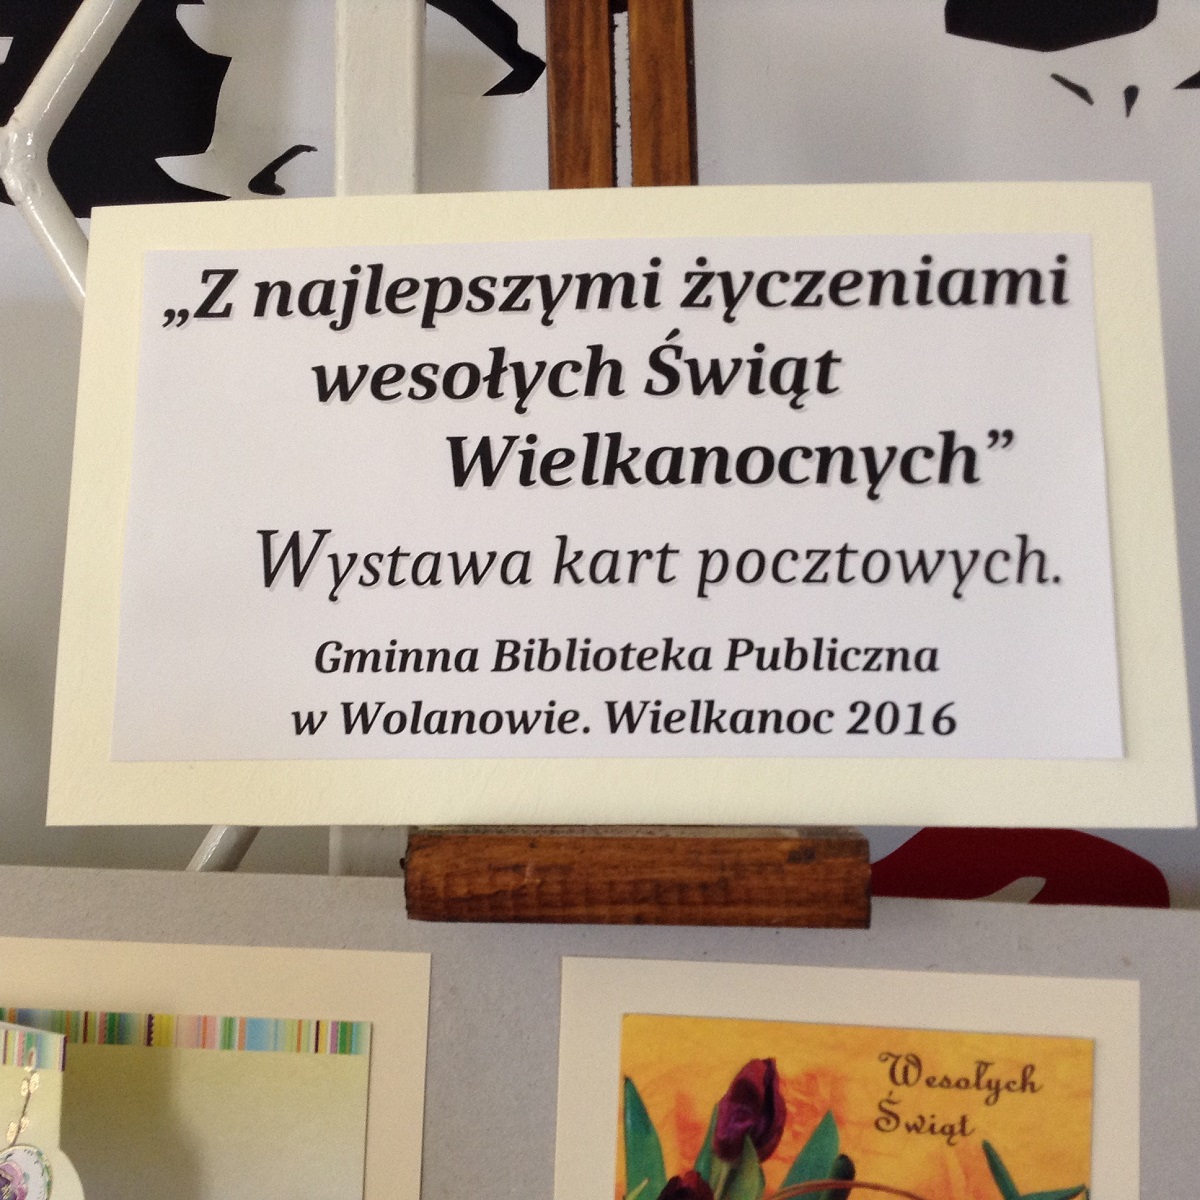 „Z najlepszymi życzeniami
wesołych Świąt
Wielkanocnych”
Wystawa kart pocztowych.
Gminna Biblioteka Publiczna
w Wolanowie. Wielkanoc 2016
Wesołych
Świąt